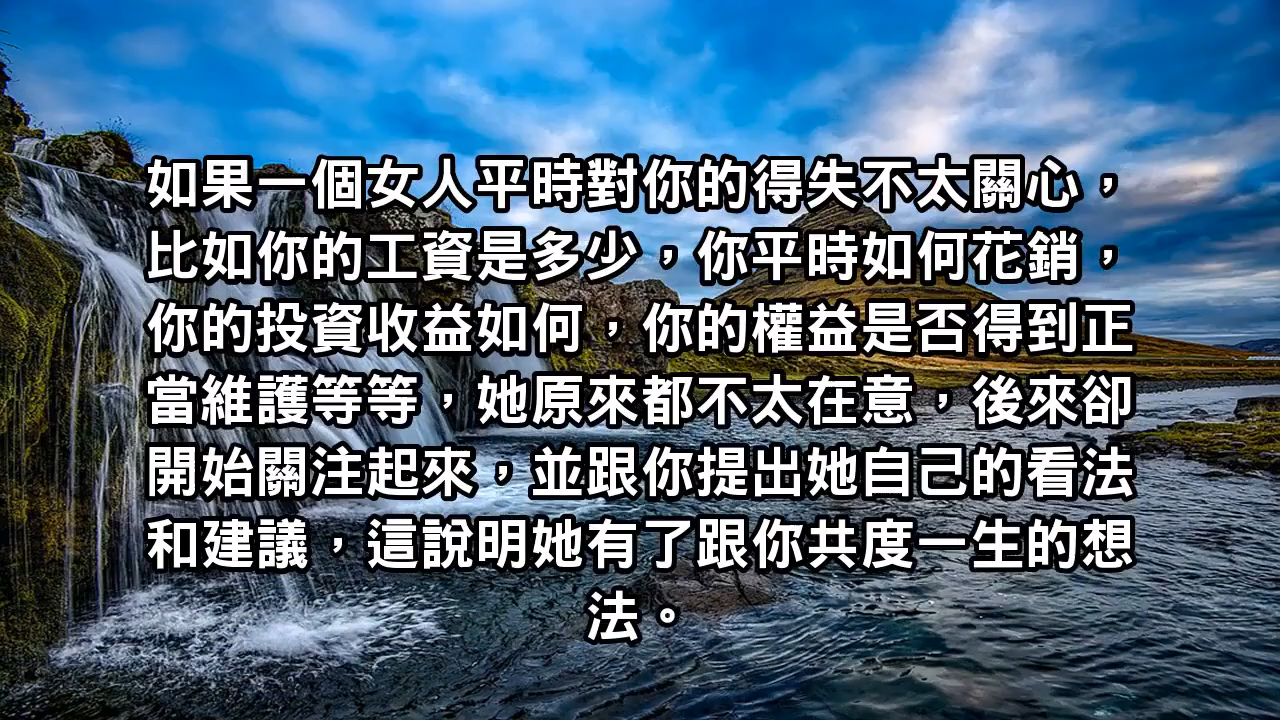 如果一個女人平時對你的得失不太關心，
比如你的工資是多少，你平時如何花銷，
你的投資收益如何，你的權益是否得到正
當維護等等，她原來都不太在意，後來卻
開始關注起來，並跟你提出她自己的看法
和建議，這說明她有了跟你共度一生的想
法。